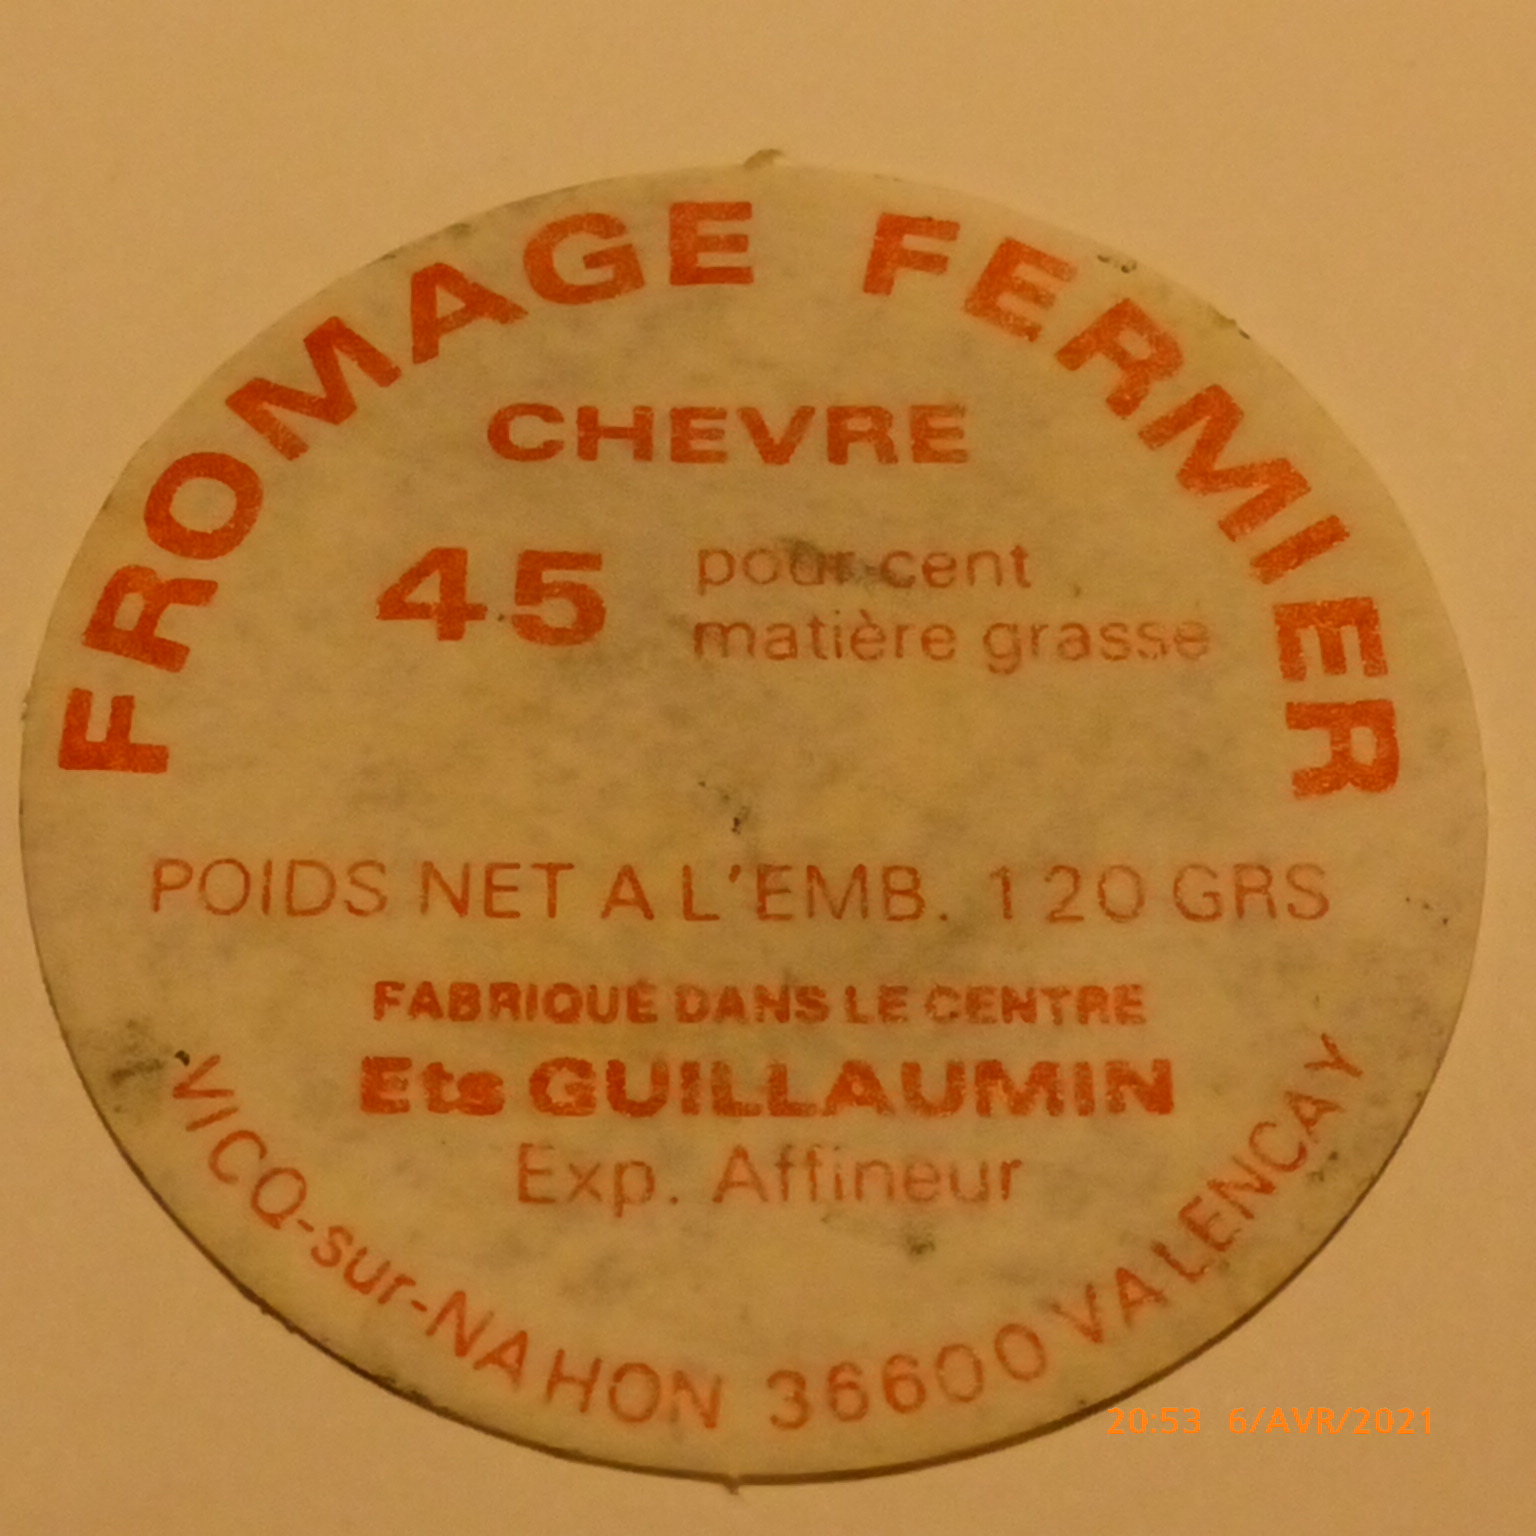 FROMAGE FERMIER
CHEVRE
45 pour cent
matière grasse
POIDS NET A L'EMB. 120 GRS
FABRIQUE DANS LE CENTRE
Ets GUILLAUMIN
Exp. Affineur
VICQ-sur-NAHON 36600 VALENCAY
20:53 6/AVR/2021